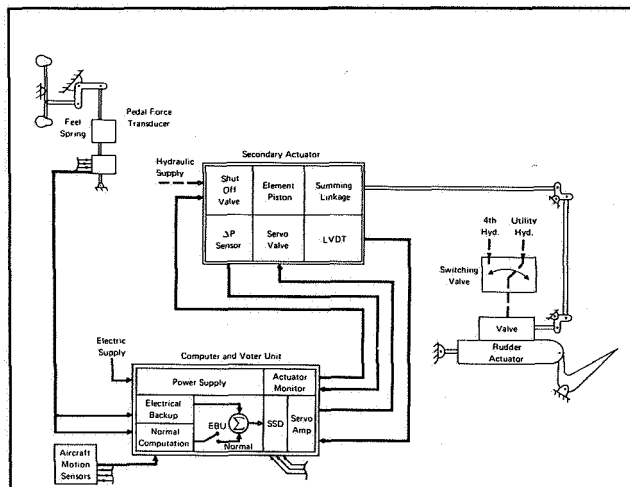 Pedal Force
Transducer
Feel
Spring
Secondary Actuator
Hydraulic
Supply
Shut
Off
Valve
Element
Piston
Summing
Linkage
ΔP
Sensor
Servo
Valve
LVDT
4th
Hyd.
Utility
Hyd.
Switching
Valve
Valve
Rudder
Actuator
Electric
Supply
Computer and Voter Unit
Power Supply
Actuator
Monitor
Electrical
Backup
Normal
Computation
EBU
Σ
Normal
SSD
Servo
Amp
Aircraft
Motion
Sensors